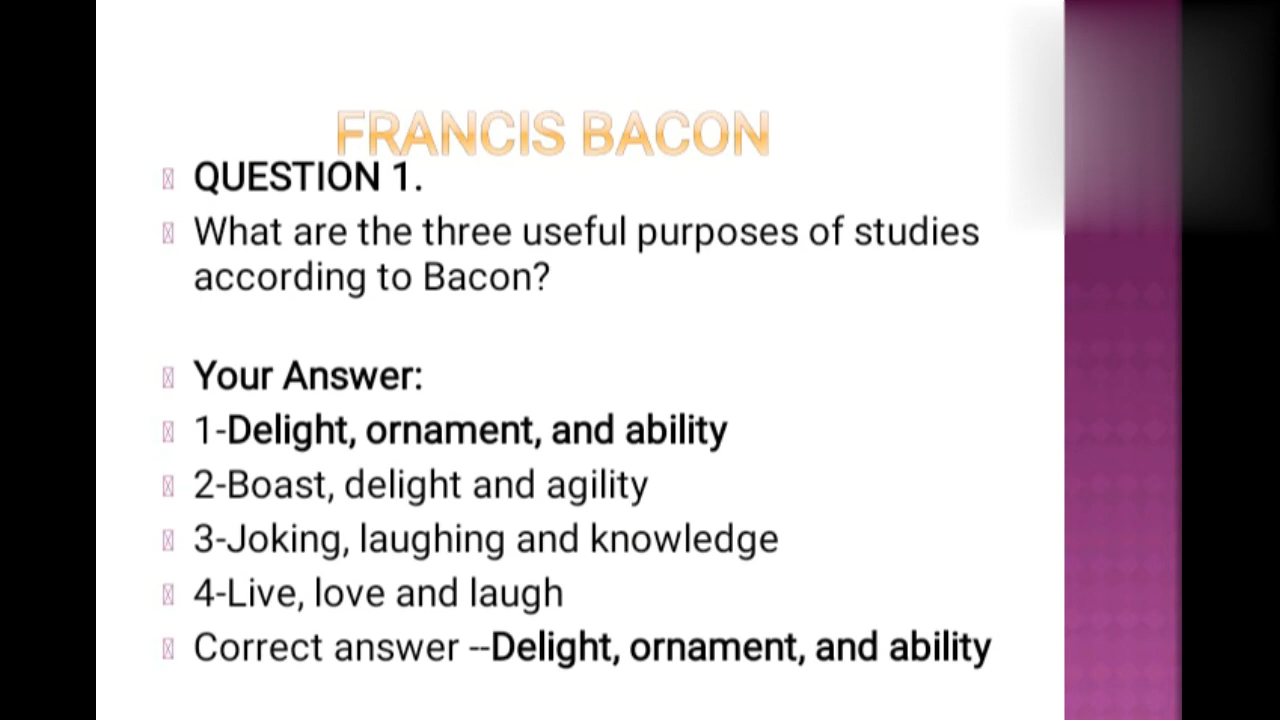 FRANCIS BACON
QUESTION 1.
What are the three useful purposes of studies
according to Bacon?
Your Answer:
1-Delight, ornament, and ability
2-Boast, delight and agility
3-Joking, laughing and knowledge
4-Live, love and laugh
Correct answer --Delight, ornament, and ability